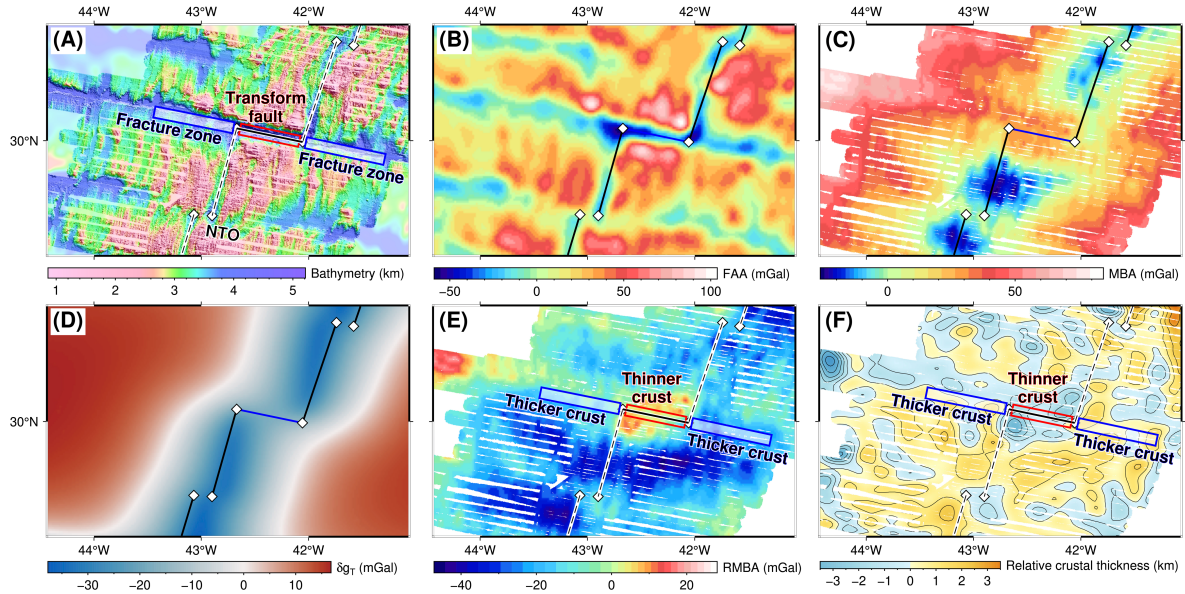 44°W 43°W 42°W 44°W 43°W 42°W 44°W 43°W 42°W
(A) (B) (C)
Transform
fault
Fracture zone
30°N
Fracture zone
NTO
Bathymetry (km) FAA (mGal) MBA (mGal)
1 2 3 4 5 −50 0 50 100 0 50
(D) (E) (F)
Thinner
crust
Thinner
crust
Thicker crust
Thicker crust
30°N
Thicker crust
Thicker crust
44°W 43°W 42°W 44°W 43°W 42°W 44°W 43°W 42°W
δgT (mGal) RMBA (mGal) Relative crustal thickness (km)
−30 −20 −10 0 10 −40 −20 0 20 −3 −2 −1 0 1 2 3